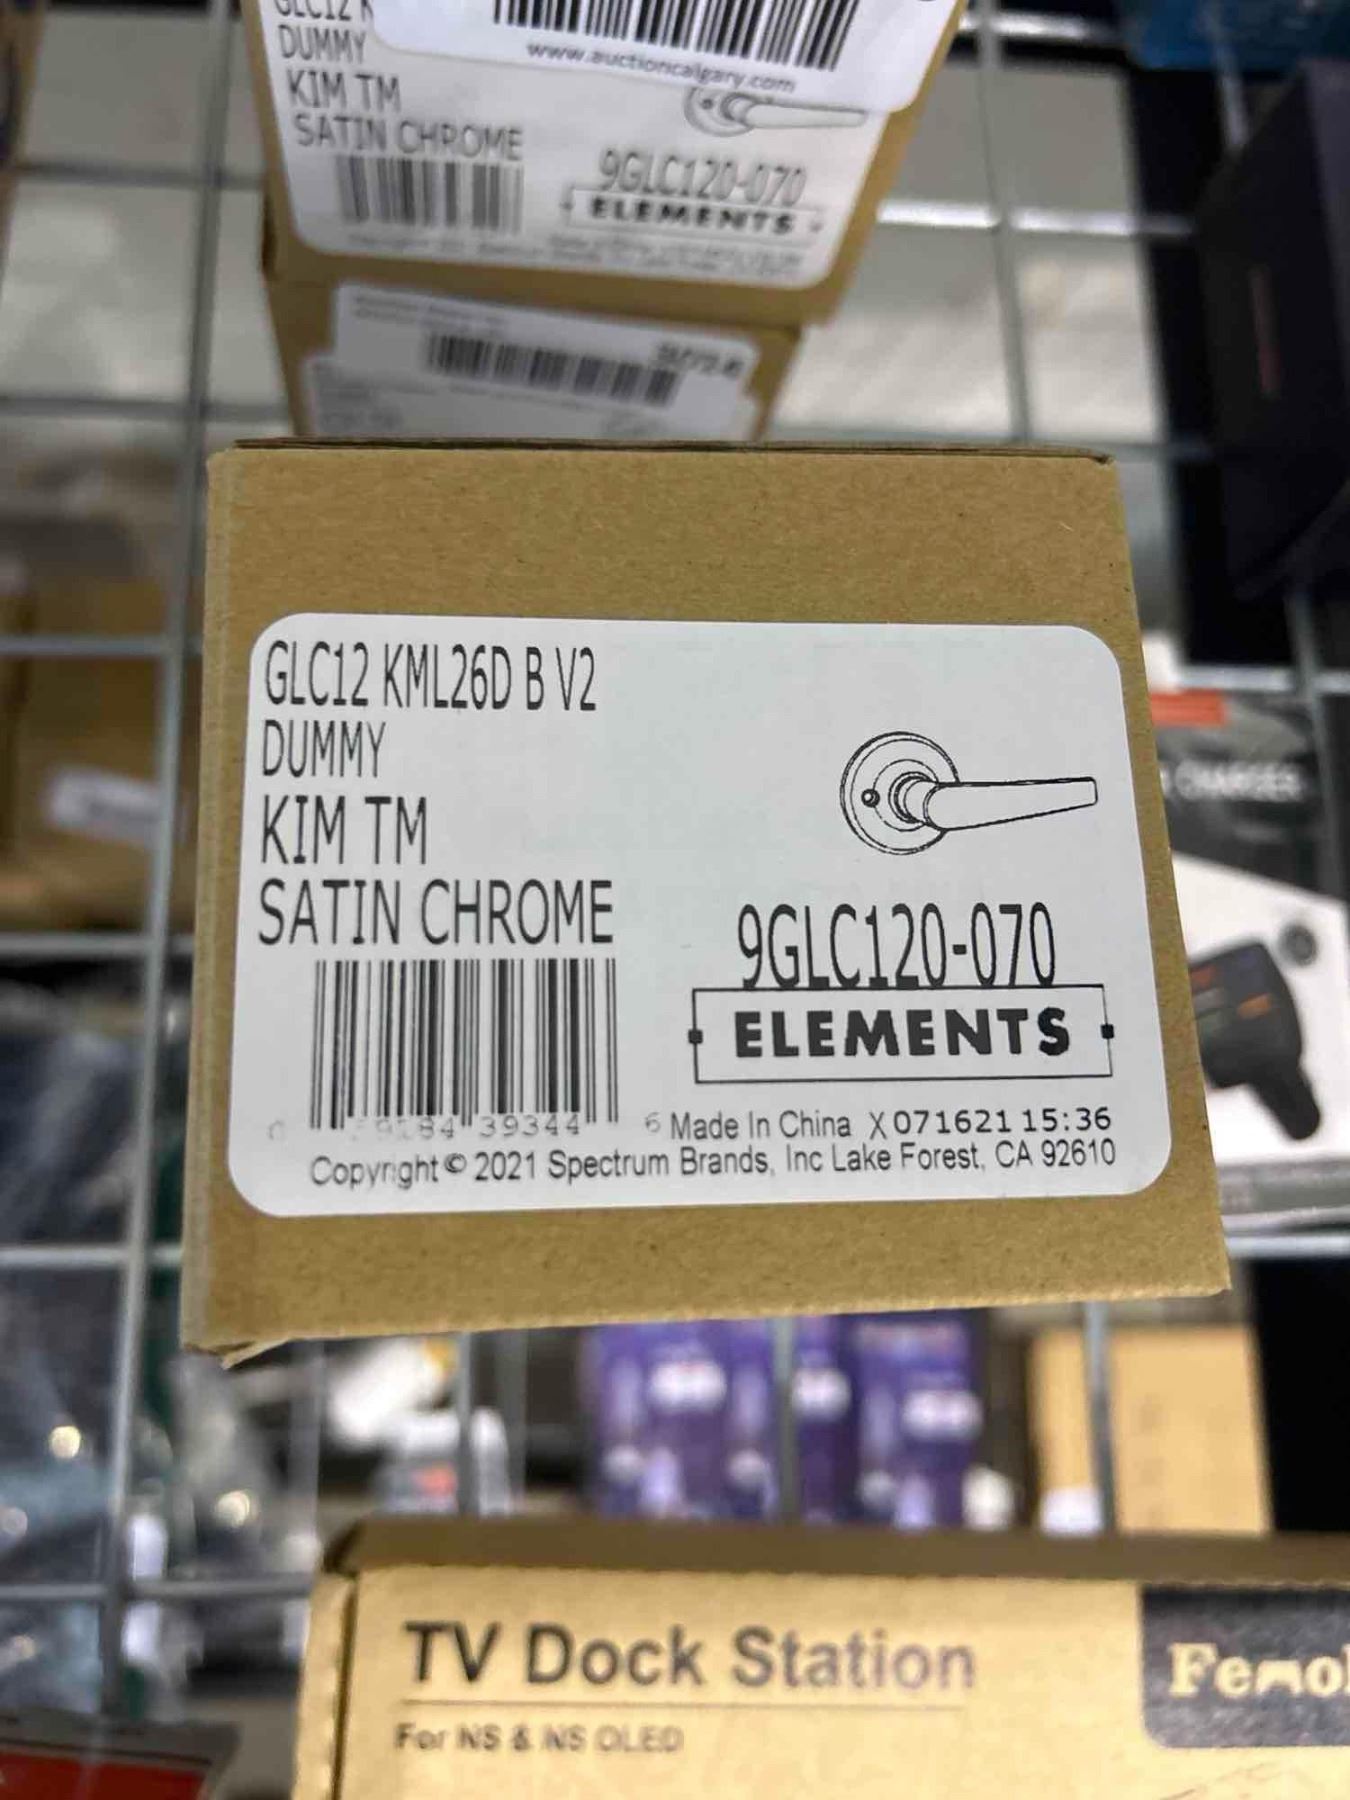 DUMMY
www.auctioncalgary.com
KIM TM
SATIN CHROME
9GLC120-070
ELEMENTS
GLC12 KML26D B V2
DUMMY
KIM TM
SATIN CHROME
9GLC120-070
ELEMENTS
39344 6 Made In China X 071621 15:36
Copyright © 2021 Spectrum Brands, Inc Lake Forest, CA 92610
TV Dock Station
For NS & NS OLED